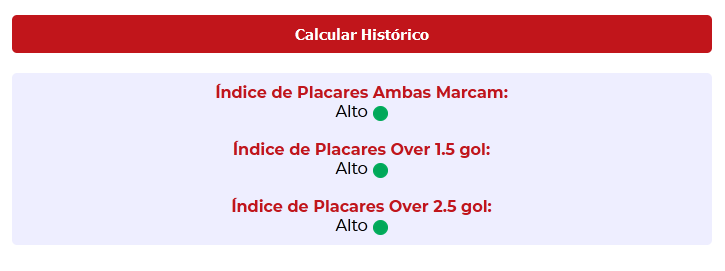 Calcular Histórico
Índice de Placares Ambas Marcam:
Alto
Índice de Placares Over 1.5 gol:
Alto
Índice de Placares Over 2.5 gol:
Alto